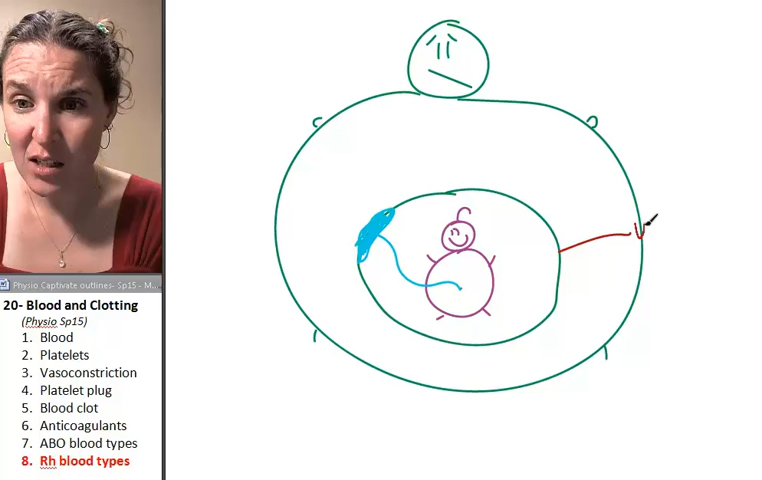 Physio Captivate outlines- Sp15 - M...
20- Blood and Clotting
(Physio Sp15)
1. Blood
2. Platelets
3. Vasoconstriction
4. Platelet plug
5. Blood clot
6. Anticoagulants
7. ABO blood types
8. Rh blood types